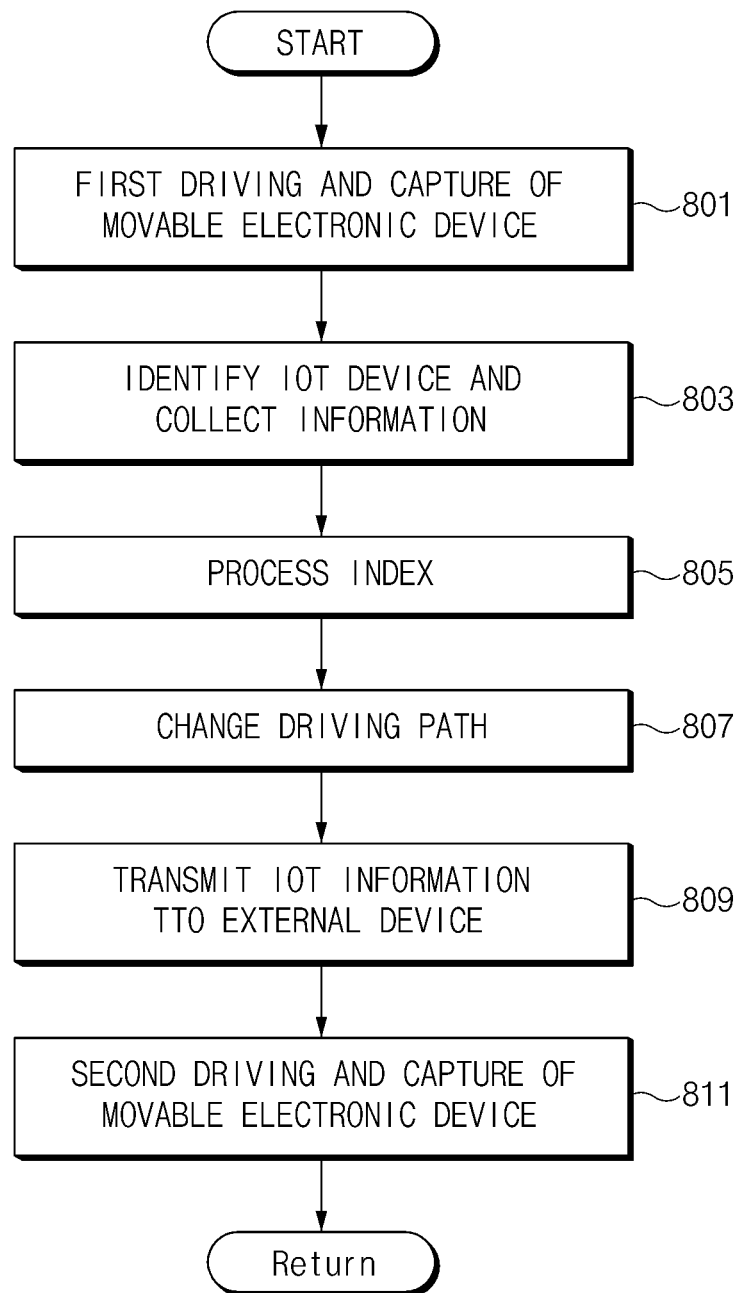 START
FIRST DRIVING AND CAPTURE OF
MOVABLE ELECTRONIC DEVICE
801
IDENTIFY IOT DEVICE AND
COLLECT INFORMATION
803
PROCESS INDEX
805
CHANGE DRIVING PATH
807
TRANSMIT IOT INFORMATION
TTO EXTERNAL DEVICE
809
SECOND DRIVING AND CAPTURE OF
MOVABLE ELECTRONIC DEVICE
811
Return